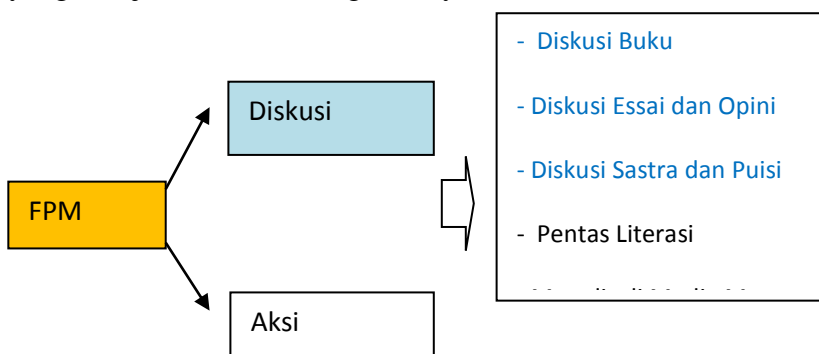 FPM
Diskusi
Aksi
- Diskusi Buku
- Diskusi Essai dan Opini
- Diskusi Sastra dan Puisi
- Pentas Literasi